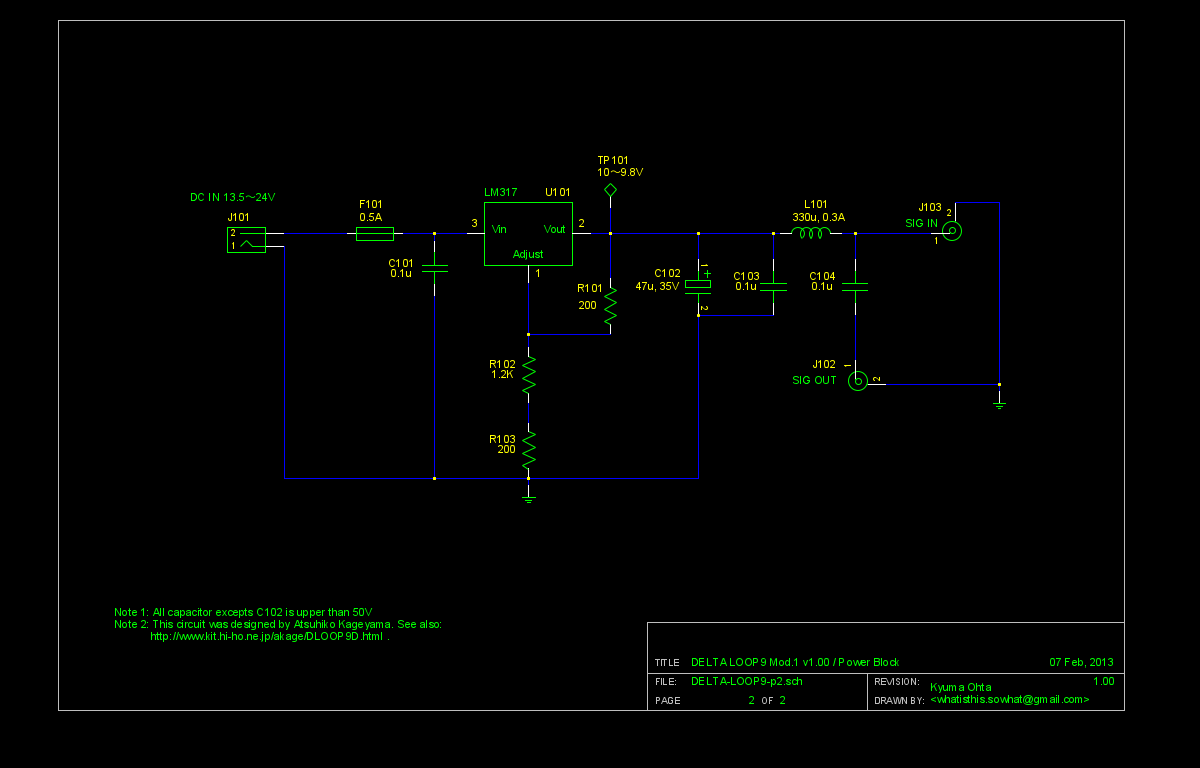 TP101
10～9.8V
DC IN 13.5～24V
J101
2
1
F101
0.5A
LM317
U101
3
Vin
Vout
2
Adjust
1
C101
0.1u
R101
200
C102
47u, 35V
1
+
2
C103
0.1u
L101
330u, 0.3A
C104
0.1u
J103
2
SIG IN
1
R102
1.2K
R103
200
J102
1
SIG OUT
2
Note 1: All capacitor excepts C102 is upper than 50V
Note 2: This circuit was designed by Atsuhiko Kageyama. See also:
http://www.kit.hi-ho.ne.jp/akage/DLOOP9D.html .
TITLE DELTA LOOP9 Mod.1 v1.00 / Power Block 07 Feb, 2013
FILE: DELTA-LOOP9-p2.sch
REVISION: 1.00
Kyuma Ohta
PAGE 2 OF 2
DRAWN BY: <whatisthis.sowhat@gmail.com>